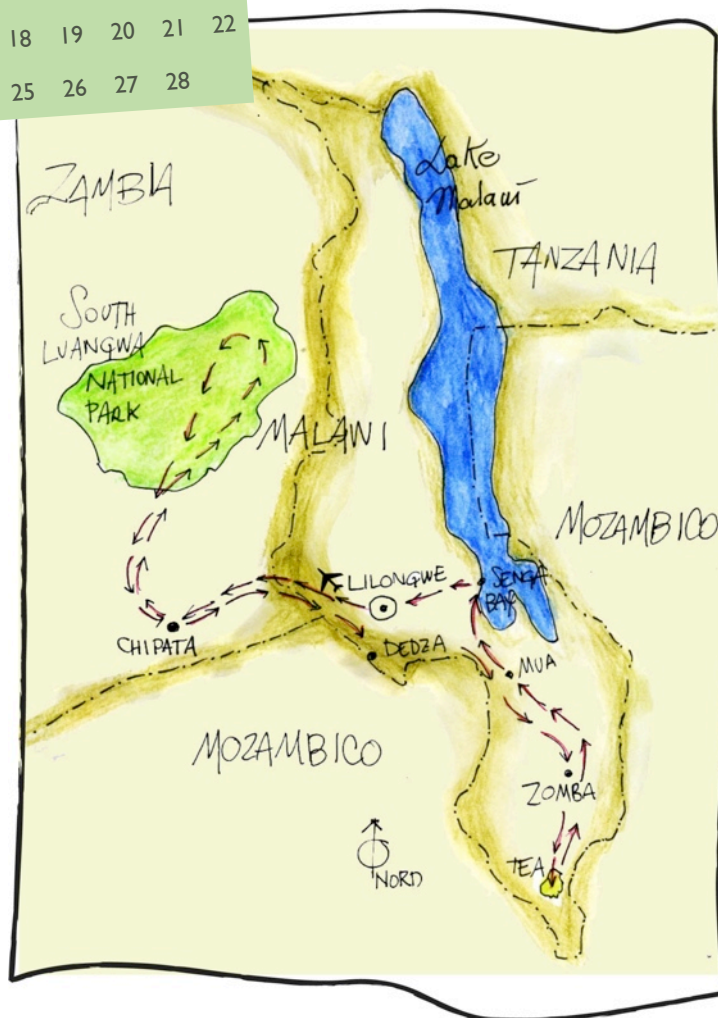 18 19 20 21 22
25 26 27 28
Lake
Malawi
ZAMBIA
TANZANIA
SOUTH
LUANGWA
NATIONAL
PARK
MALAWI
MOZAMBICO
LILONGWE
SENGA
BAY
CHIPATA
DEDZA
MUA
MOZAMBICO
ZOMBA
TEA
NORD